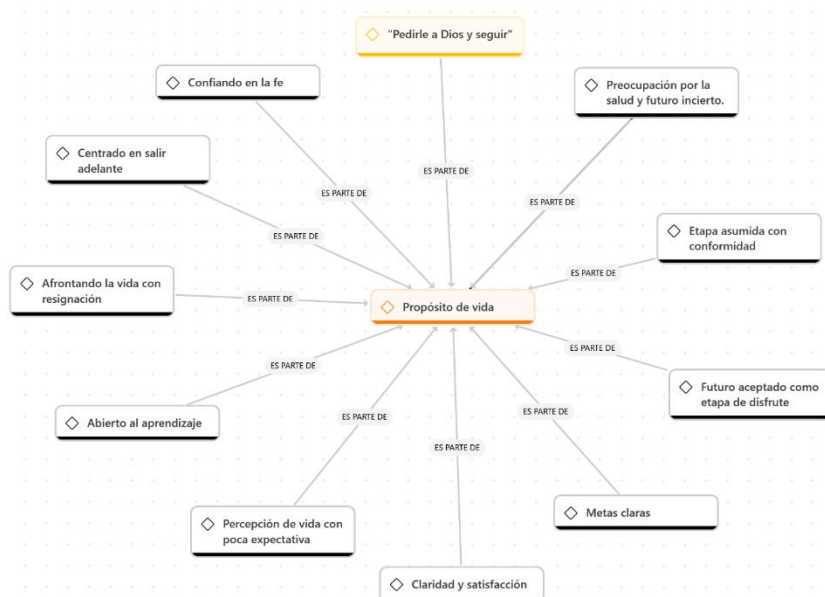 "Pedirle a Dios y seguir"
Confiando en la fe
Preocupación por la
salud y futuro incierto.
Centrado en salir
adelante
ES PARTE DE
ES PARTE DE
ES PARTE DE
ES PARTE DE
Etapa asumida con
conformidad
Afrontando la vida con
resignación
ES PARTE DE
ES PARTE DE
Propósito de vida
ES PARTE DE
ES PARTE DE
Futuro aceptado como
etapa de disfrute
Abierto al aprendizaje
ES PARTE DE
ES PARTE DE
ES PARTE DE
Percepción de vida con
poca expectativa
Metas claras
Claridad y satisfacción